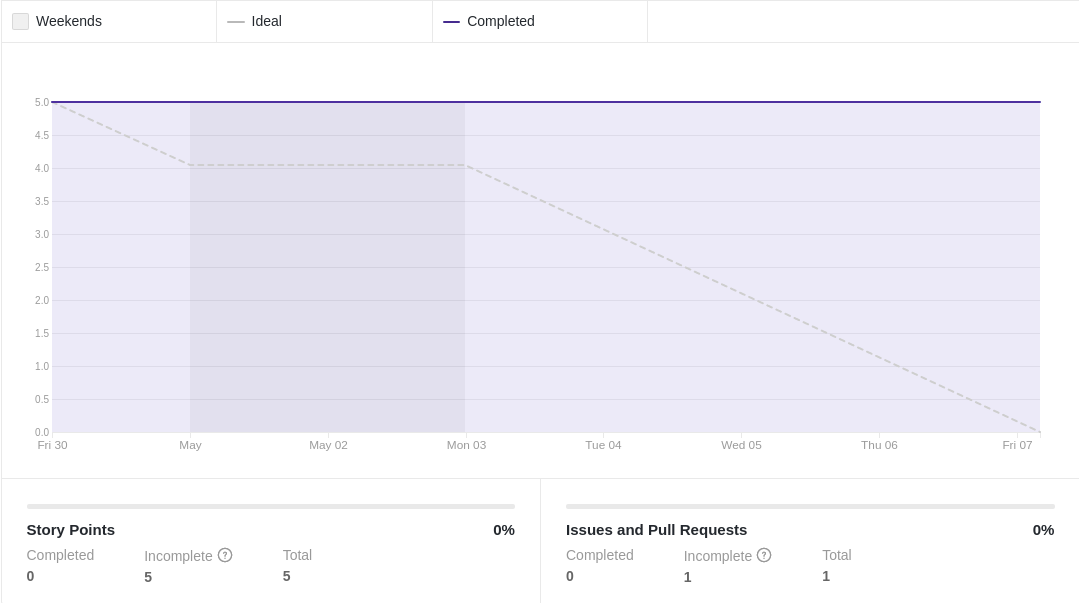 Weekends Ideal Completed
5.0
4.5
4.0
3.5
3.0
2.5
2.0
1.5
1.0
0.5
0.0
Fri 30 May May 02 Mon 03 Tue 04 Wed 05 Thu 06 Fri 07
Story Points 0%
Completed Incomplete ? Total
0 5 5
Issues and Pull Requests 0%
Completed Incomplete ? Total
0 1 1